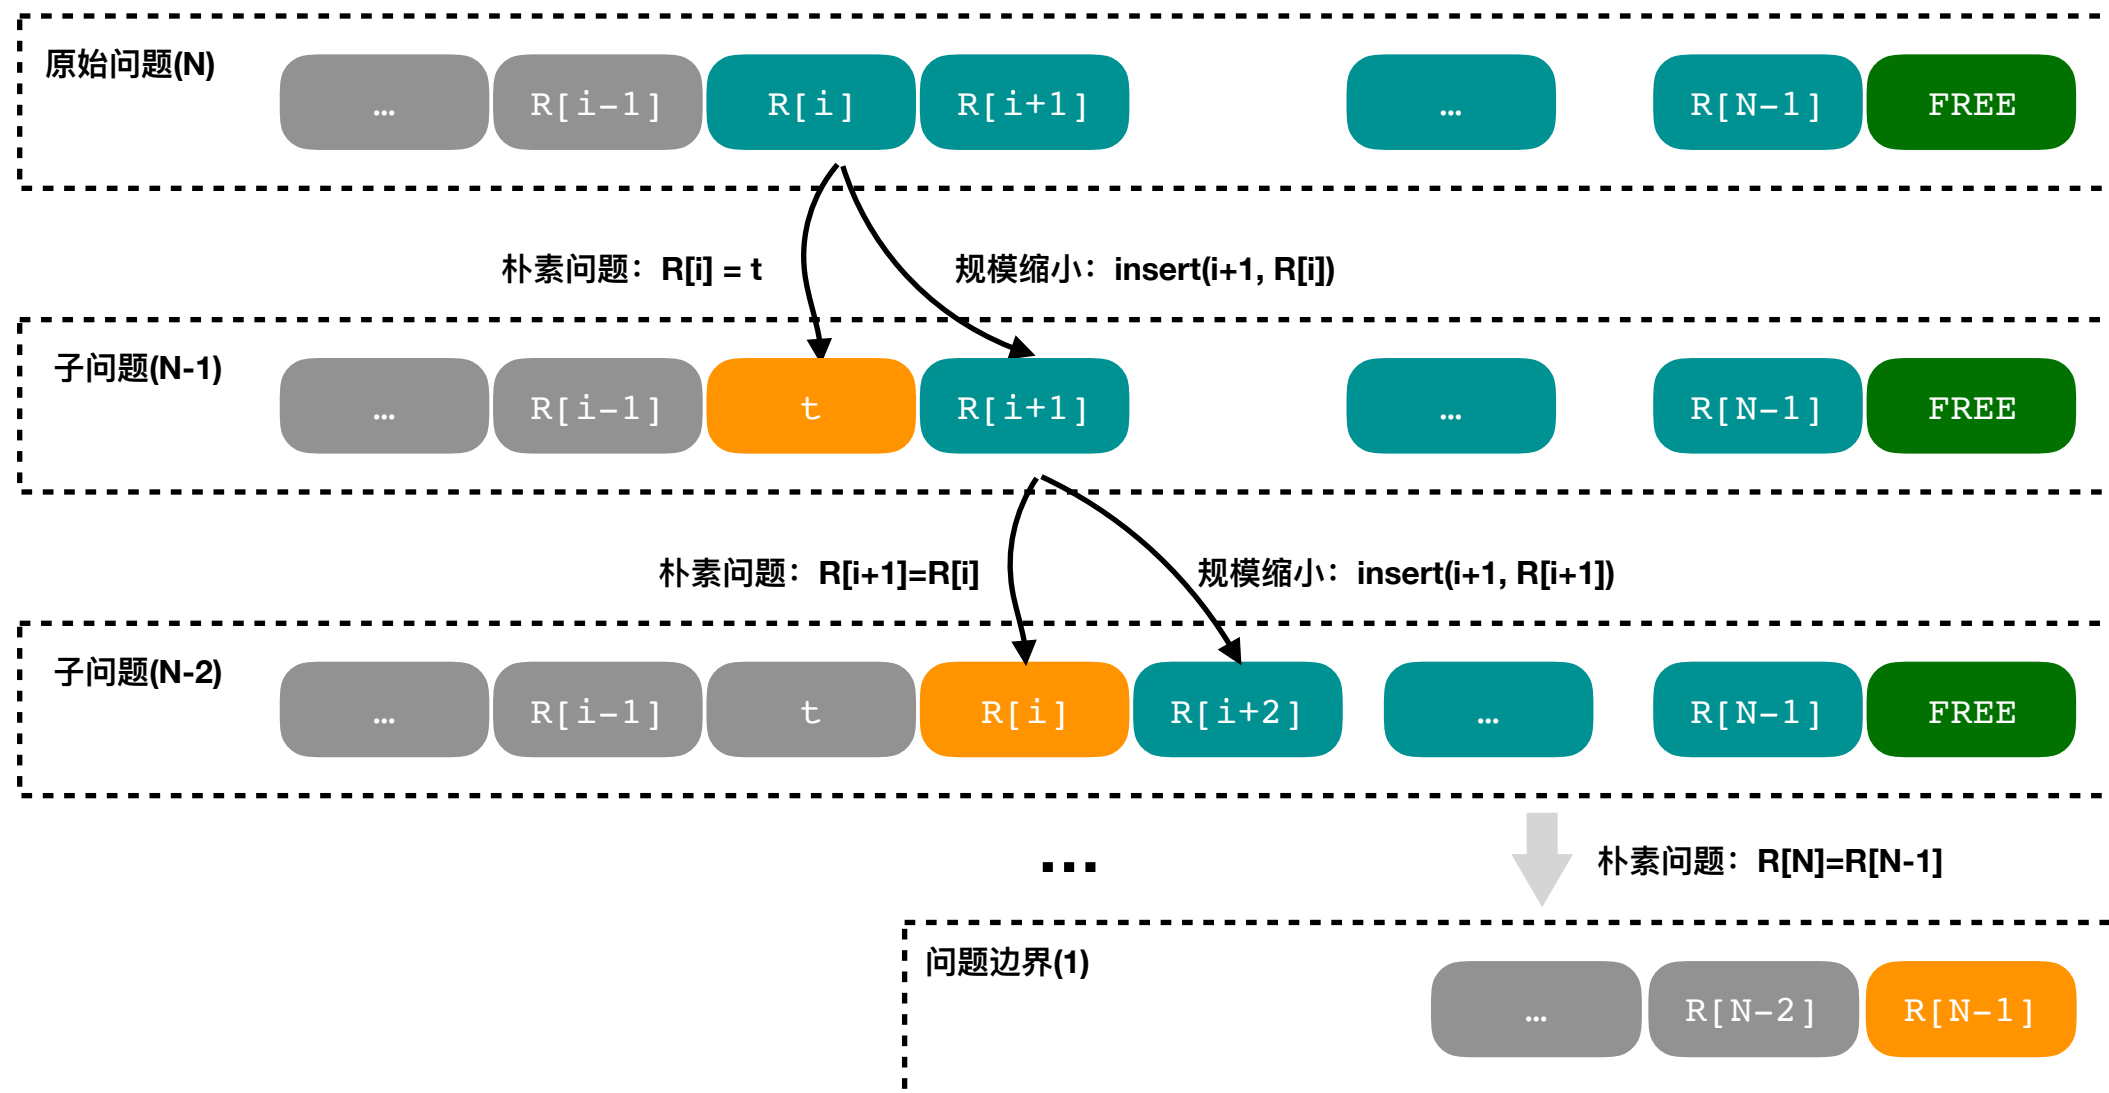 原始问题(N)
… R[i-1] R[i] R[i+1] … R[N-1] FREE
朴素问题：R[i] = t 规模缩小：insert(i+1, R[i])
子问题(N-1)
… R[i-1] t R[i+1] … R[N-1] FREE
朴素问题：R[i+1]=R[i] 规模缩小：insert(i+1, R[i+1])
子问题(N-2)
… R[i-1] t R[i] R[i+2] … R[N-1] FREE
...
朴素问题：R[N]=R[N-1]
问题边界(1)
… R[N-2] R[N-1]